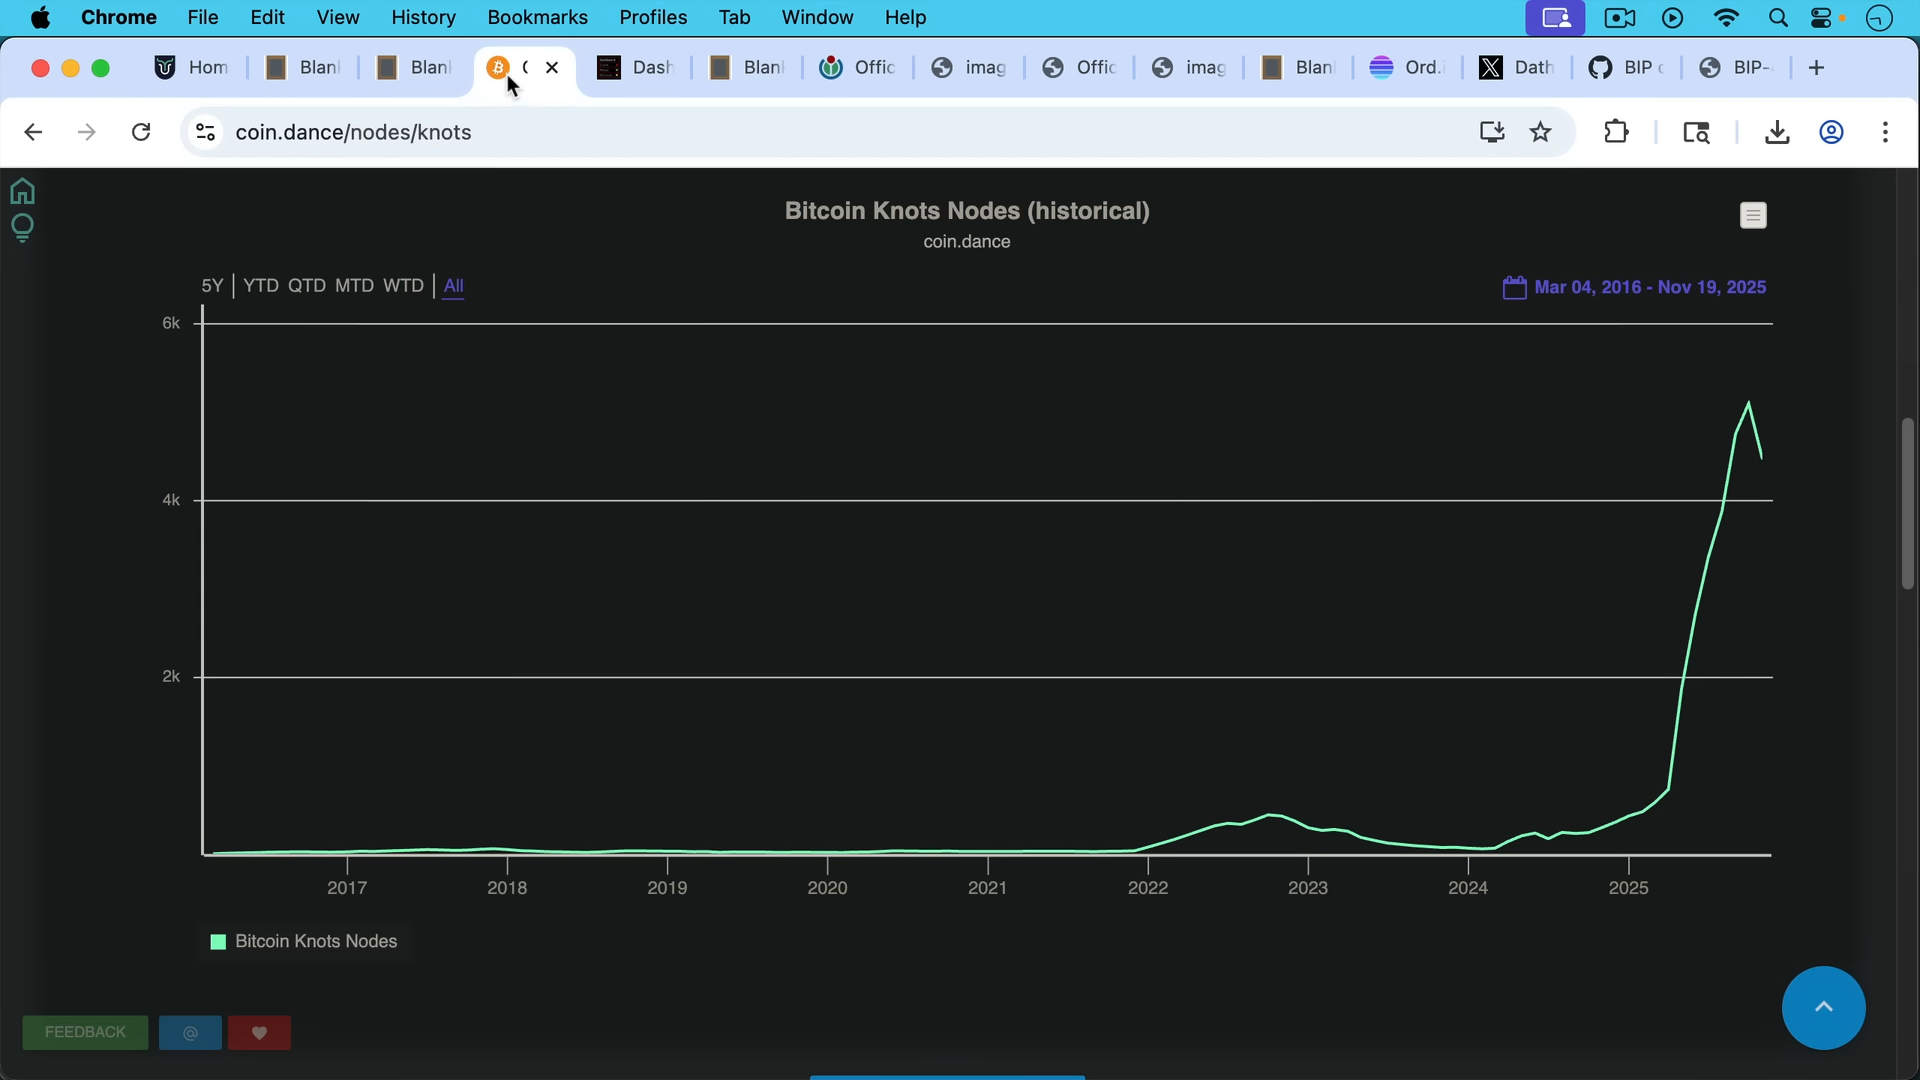 Chrome File Edit View History Bookmarks Profiles Tab Window Help
Hom Blan Blan Dash Blan Offic imag Offic imag Blan Ord.i Dath BIP BIP-
coin.dance/nodes/knots
Bitcoin Knots Nodes (historical)
coin.dance
5Y YTD QTD MTD WTD All
Mar 04, 2016 - Nov 19, 2025
6k
4k
2k
2017 2018 2019 2020 2021 2022 2023 2024 2025
Bitcoin Knots Nodes
FEEDBACK @